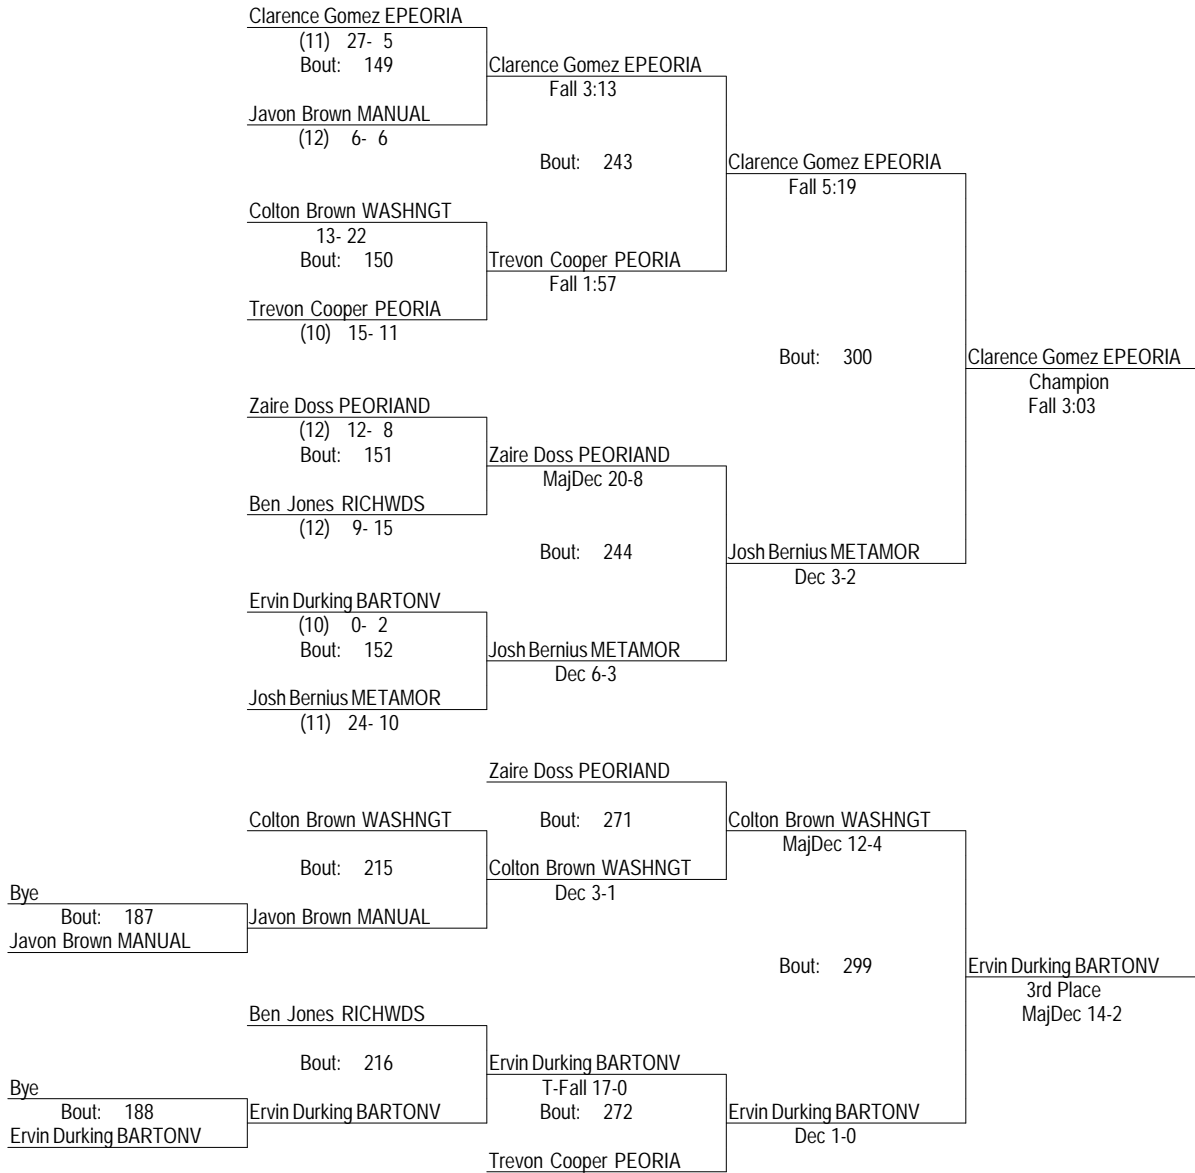 Clarence Gomez EPEORIA
(11) 27- 5
Bout: 149
Clarence Gomez EPEORIA
Fall 3:13
Javon Brown MANUAL
(12) 6- 6
Bout: 243
Clarence Gomez EPEORIA
Fall 5:19
Colton Brown WASHNGT
13- 22
Bout: 150
Trevon Cooper PEORIA
Fall 1:57
Trevon Cooper PEORIA
(10) 15- 11
Bout: 300
Clarence Gomez EPEORIA
Champion
Fall 3:03
Zaire Doss PEORIAND
(12) 12- 8
Bout: 151
Zaire Doss PEORIAND
MajDec 20-8
Ben Jones RICHWDS
(12) 9- 15
Bout: 244
Josh Bernius METAMOR
Dec 3-2
Ervin Durking BARTONV
(10) 0- 2
Bout: 152
Josh Bernius METAMOR
Dec 6-3
Josh Bernius METAMOR
(11) 24- 10
Zaire Doss PEORIAND
Colton Brown WASHNGT
Bout: 271
Colton Brown WASHNGT
MajDec 12-4
Bout: 215
Colton Brown WASHNGT
Dec 3-1
Bye
Bout: 187
Javon Brown MANUAL
Javon Brown MANUAL
Bout: 299
Ervin Durking BARTONV
3rd Place
MajDec 14-2
Ben Jones RICHWDS
Bout: 216
Ervin Durking BARTONV
T-Fall 17-0
Bye
Bout: 188
Ervin Durking BARTONV
Ervin Durking BARTONV
Bout: 272
Ervin Durking BARTONV
Dec 1-0
Trevon Cooper PEORIA